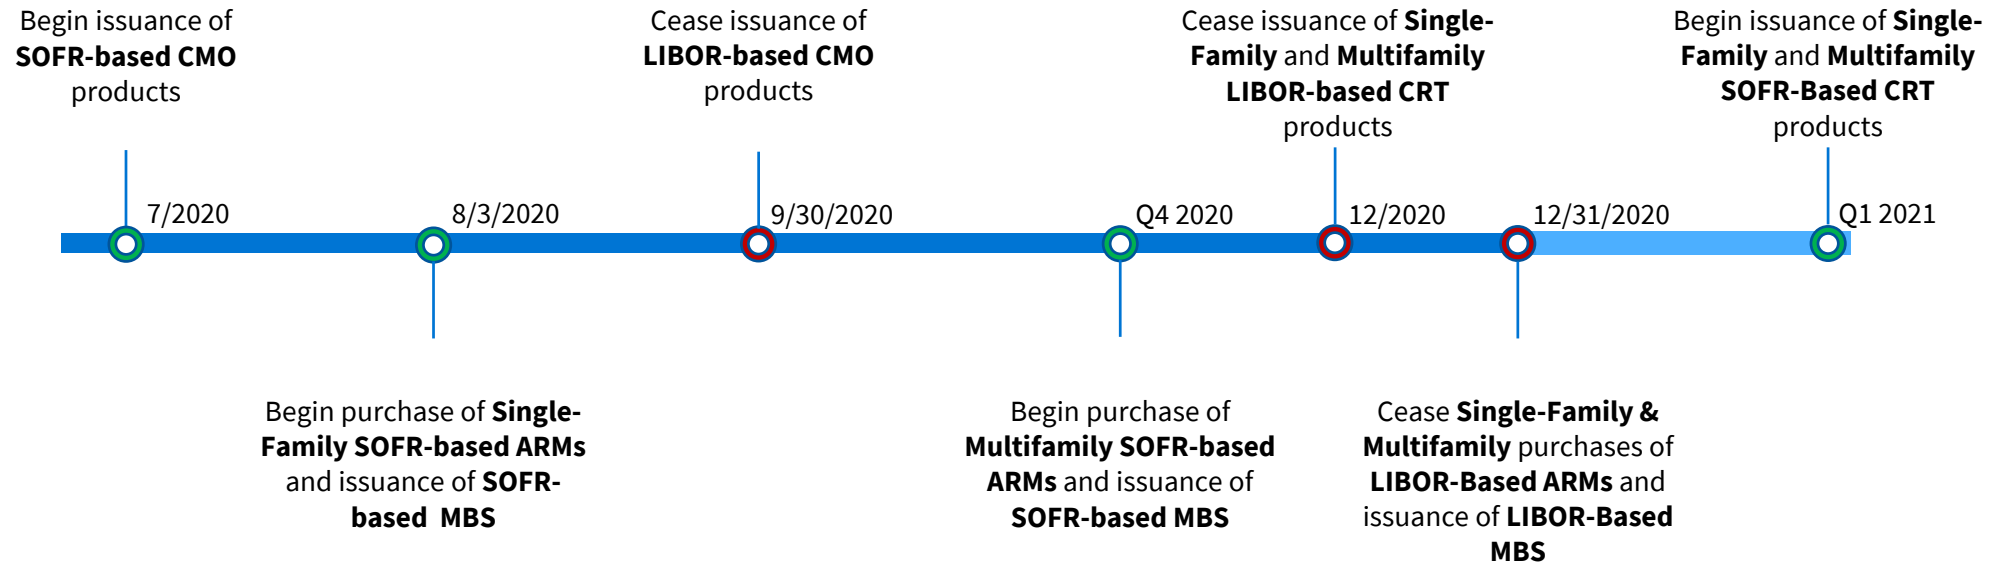 Begin issuance of
SOFR-based CMO
products
Cease issuance of
LIBOR-based CMO
products
Cease issuance of Single-
Family and Multifamily
LIBOR-based CRT
products
Begin issuance of Single-
Family and Multifamily
SOFR-Based CRT
products
7/2020
8/3/2020
9/30/2020
Q4 2020
12/2020
12/31/2020
Q1 2021
Begin purchase of Single-
Family SOFR-based ARMs
and issuance of SOFR-
based  MBS
Begin purchase of
Multifamily SOFR-based
ARMs and issuance of
SOFR-based MBS
Cease Single-Family &
Multifamily purchases of
LIBOR-Based ARMs and
issuance of LIBOR-Based
MBS